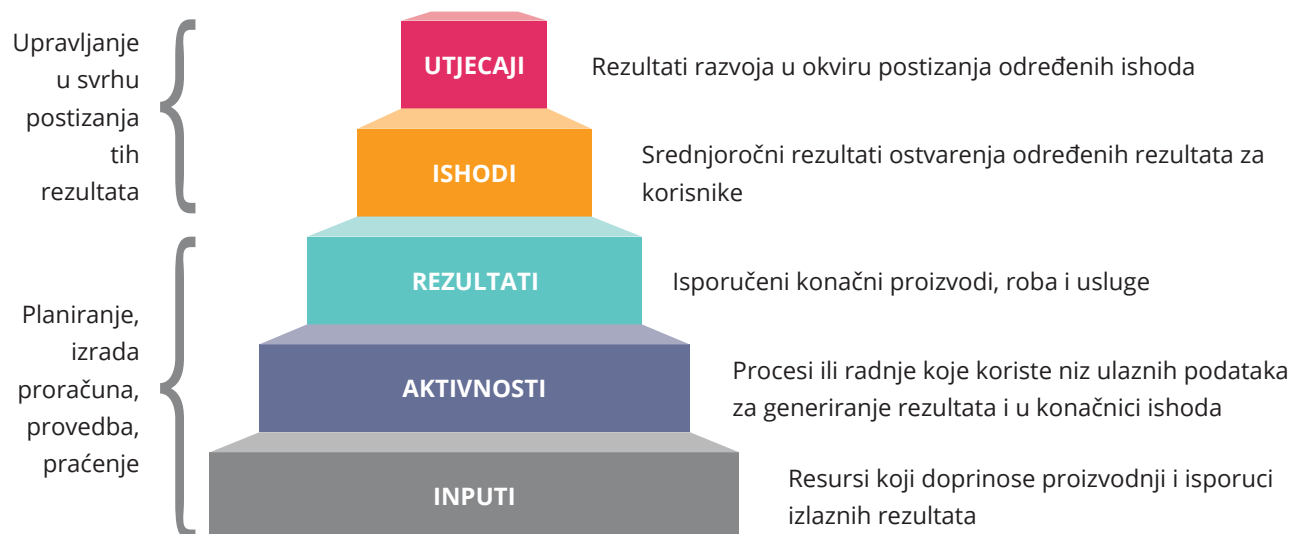 Upravljanje
u svrhu
postizanja
tih
rezultata
UTJECAJI
Rezultati razvoja u okviru postizanja određenih ishoda
ISHODI
Srednjoročni rezultati ostvarenja određenih rezultata za
korisnike
Planiranje,
izrada
proračuna,
provedba,
praćenje
REZULTATI
Isporučeni konačni proizvodi, roba i usluge
AKTIVNOSTI
Procesi ili radnje koje koriste niz ulaznih podataka
za generiranje rezultata i u konačnici ishoda
INPUTI
Resursi koji doprinose proizvodnji i isporuci
izlaznih rezultata